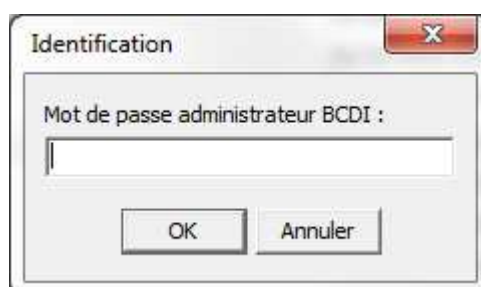 Identification
Mot de passe administrateur BCDI :
OK Annuler